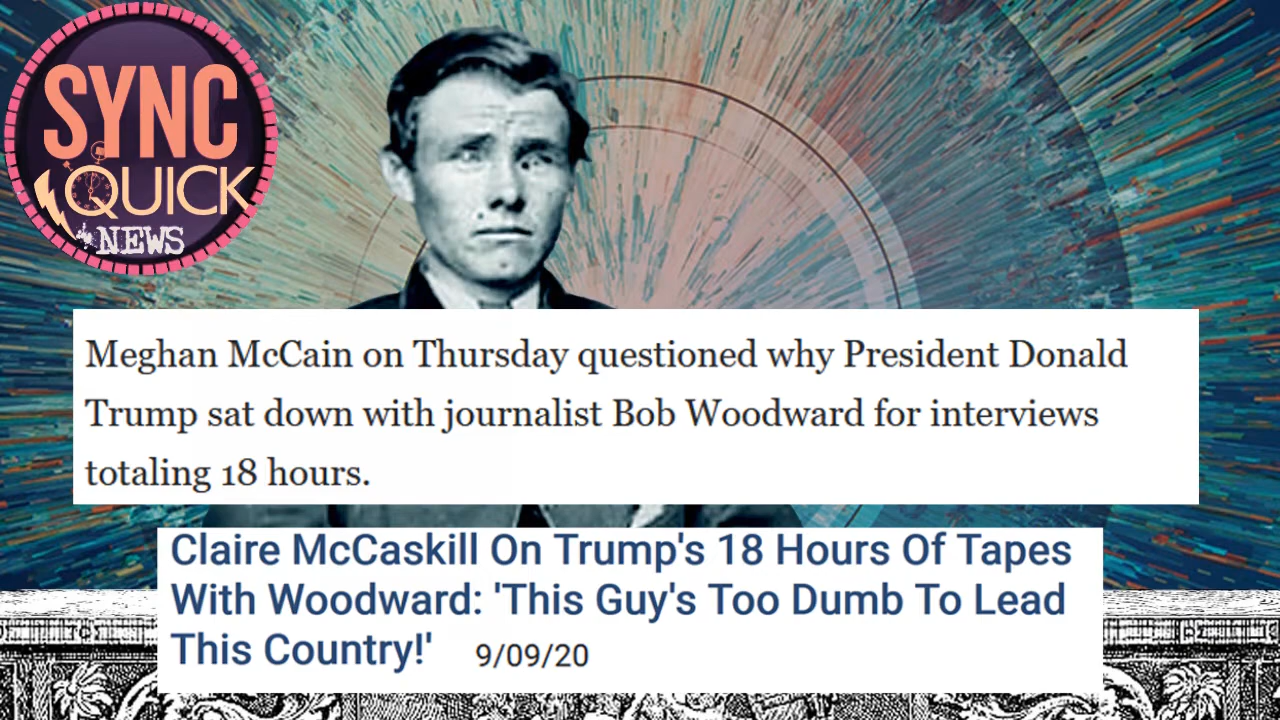 SYNC
QUICK
NEWS
Meghan McCain on Thursday questioned why President Donald
Trump sat down with journalist Bob Woodward for interviews
totaling 18 hours.
Claire McCaskill On Trump's 18 Hours Of Tapes
With Woodward: 'This Guy's Too Dumb To Lead
This Country!' 9/09/20